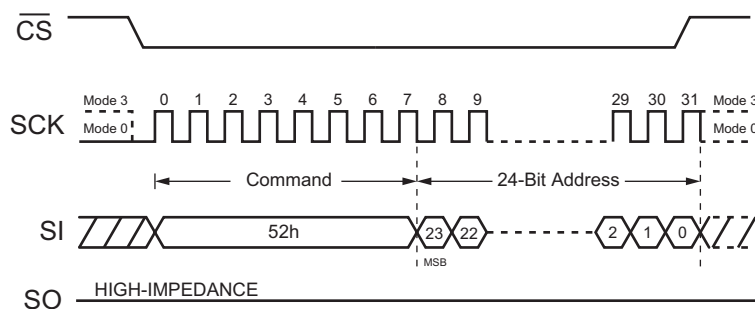 CS
Mode 3 0 1 2 3 4 5 6 7 8 9 29 30 31 Mode 3
SCK
Mode 0 Mode 0
Command 24-Bit Address
SI 52h 23 22 2 1 0
MSB
SO HIGH-IMPEDANCE